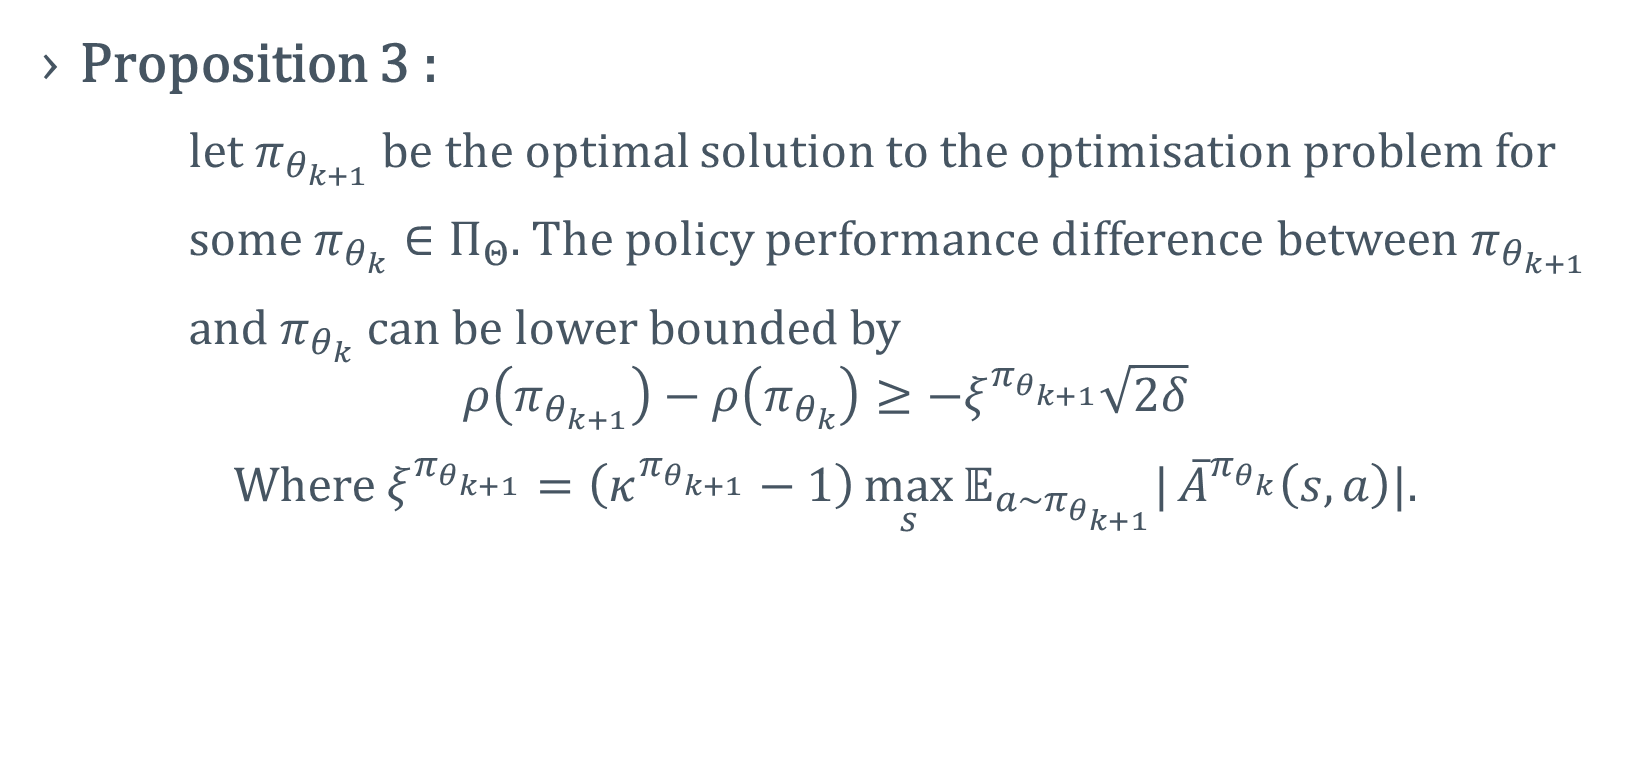 › Proposition 3 :
let π_{θ_{k+1}} be the optimal solution to the optimisation problem for
some π_{θ_k} ∈ Π_Θ. The policy performance difference between π_{θ_{k+1}}
and π_{θ_k} can be lower bounded by
ρ(π_{θ_{k+1}}) − ρ(π_{θ_k}) ≥ −ξ^{π_{θ_{k+1}}}√(2δ)
Where ξ^{π_{θ_{k+1}}} = (κ^{π_{θ_{k+1}}} − 1) max_s 𝔼_{a~π_{θ_{k+1}}} | Ā^{π_{θ_k}}(s, a)|.